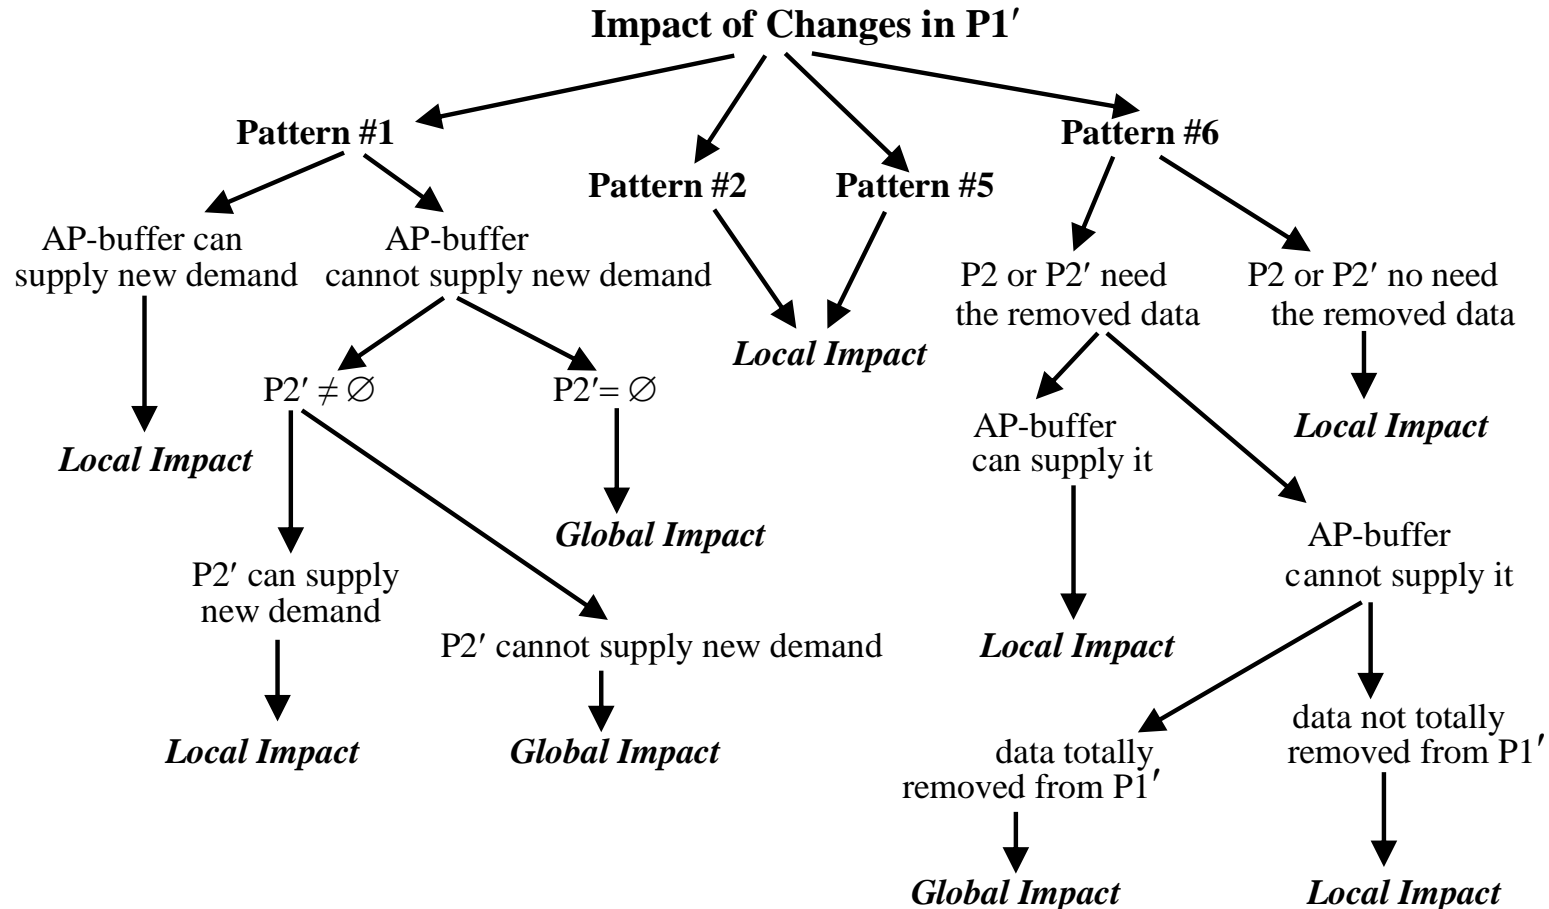 Impact of Changes in P1′
Pattern #1
Pattern #6
Pattern #2
Pattern #5
AP-buffer can
supply new demand
AP-buffer
cannot supply new demand
P2 or P2′ need
the removed data
P2 or P2′ no need
the removed data
Local Impact
P2′ ≠ ∅
P2′= ∅
AP-buffer
can supply it
Local Impact
Local Impact
Global Impact
AP-buffer
cannot supply it
P2′ can supply
new demand
P2′ cannot supply new demand
Local Impact
data not totally
removed from P1′
Local Impact
Global Impact
data totally
removed from P1′
Global Impact
Local Impact